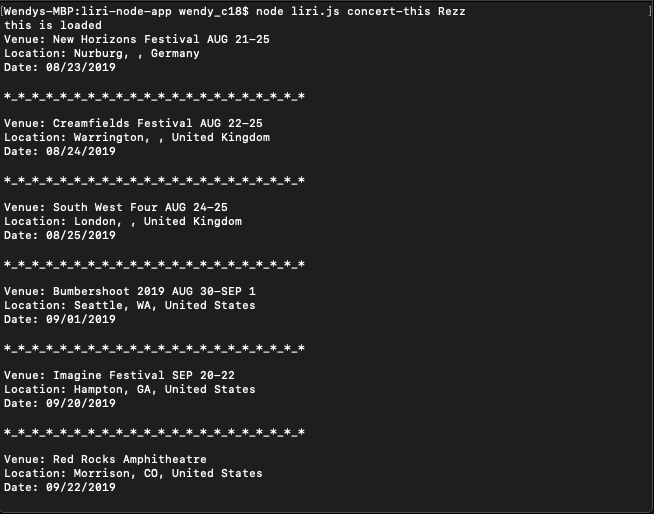 [Wendys-MBP:liri-node-app wendy_c18$ node liri.js concert-this Rezz ]
this is loaded
Venue: New Horizons Festival AUG 21-25
Location: Nurburg, , Germany
Date: 08/23/2019
*_*_*_*_*_*_*_*_*_*_*_*_*_*_*_*_*_*_*_*_*_*
Venue: Creamfields Festival AUG 22-25
Location: Warrington, , United Kingdom
Date: 08/24/2019
*_*_*_*_*_*_*_*_*_*_*_*_*_*_*_*_*_*_*_*_*_*
Venue: South West Four AUG 24-25
Location: London, , United Kingdom
Date: 08/25/2019
*_*_*_*_*_*_*_*_*_*_*_*_*_*_*_*_*_*_*_*_*_*
Venue: Bumbershoot 2019 AUG 30-SEP 1
Location: Seattle, WA, United States
Date: 09/01/2019
*_*_*_*_*_*_*_*_*_*_*_*_*_*_*_*_*_*_*_*_*_*
Venue: Imagine Festival SEP 20-22
Location: Hampton, GA, United States
Date: 09/20/2019
*_*_*_*_*_*_*_*_*_*_*_*_*_*_*_*_*_*_*_*_*_*
Venue: Red Rocks Amphitheatre
Location: Morrison, CO, United States
Date: 09/22/2019